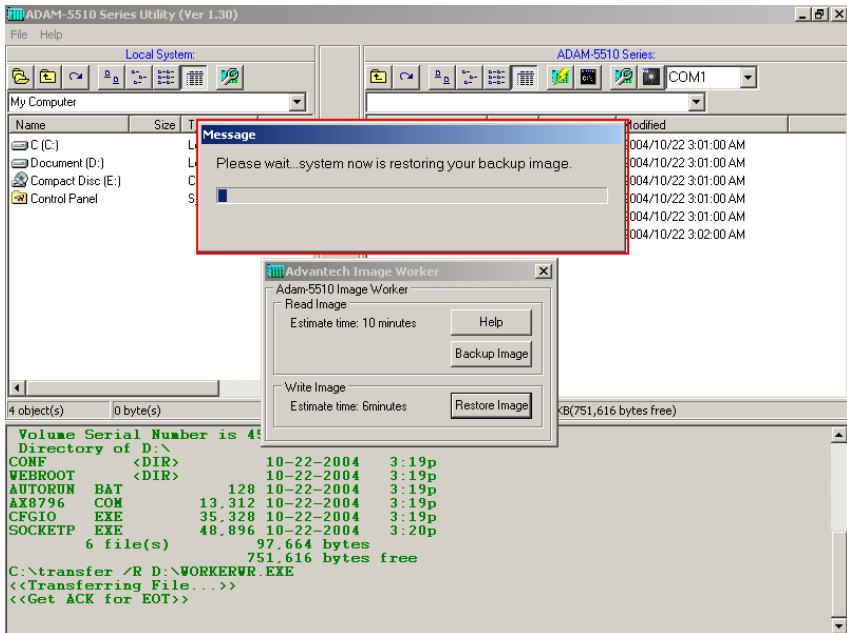 ADAM-5510 Series Utility (Ver 1.30)
File Help
Local System:
ADAM-5510 Series:
COM1
My Computer
Name Size T
Modified
C (C:) L
Document (D:) L
Compact Disc (E:) C
Control Panel S
2004/10/22 3:01:00 AM
2004/10/22 3:01:00 AM
2004/10/22 3:01:00 AM
2004/10/22 3:01:00 AM
2004/10/22 3:01:00 AM
2004/10/22 3:02:00 AM
Message
Please wait...system now is restoring your backup image.
Advantech Image Worker
Adam-5510 Image Worker
Read Image
Estimate time: 10 minutes
Help
Backup Image
Write Image
Estimate time: 6minutes
Restore Image
4 object(s) 0 byte(s)
KB(751,616 bytes free)
Volume Serial Number is 45
Directory of D:\
CONF <DIR> 10-22-2004 3:19p
WEBROOT <DIR> 10-22-2004 3:19p
AUTORUN BAT 128 10-22-2004 3:19p
AX8796 COM 13,312 10-22-2004 3:19p
CFGIO EXE 35,328 10-22-2004 3:19p
SOCKETP EXE 48,896 10-22-2004 3:20p
6 file(s) 97,664 bytes
751,616 bytes free
C:\transfer /R D:\WORKERWR.EXE
<<Transferring File...>>
<<Get ACK for EOT>>